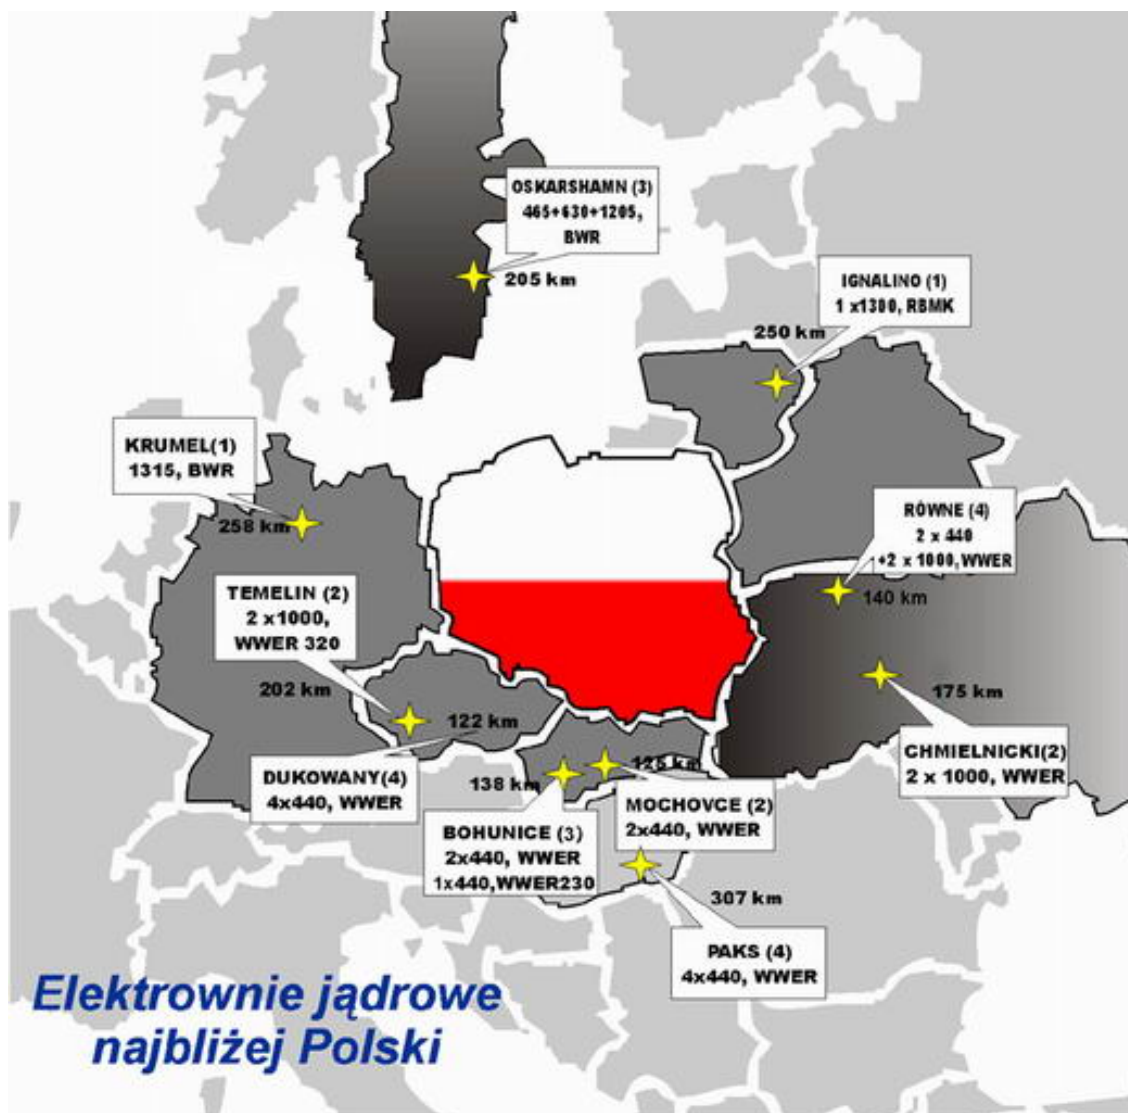 OSKARSHAMN (3)
465+630+1205,
BWR
205 km
IGNALINO (1)
1 x1300, RBMK
250 km
KRUMEL(1)
1315, BWR
258 km
RÓWNE (4)
2 x 440
+2 x 1000, WWER
140 km
TEMELIN (2)
2 x1000,
WWER 320
202 km
122 km
175 km
CHMIELNICKI(2)
2 x 1000, WWER
DUKOWANY(4)
4x440, WWER
138 km
125 km
MOCHOVCE (2)
2x440, WWER
BOHUNICE (3)
2x440, WWER
1x440,WWER230
307 km
PAKS (4)
4x440, WWER
Elektrownie jądrowe
najbliżej Polski